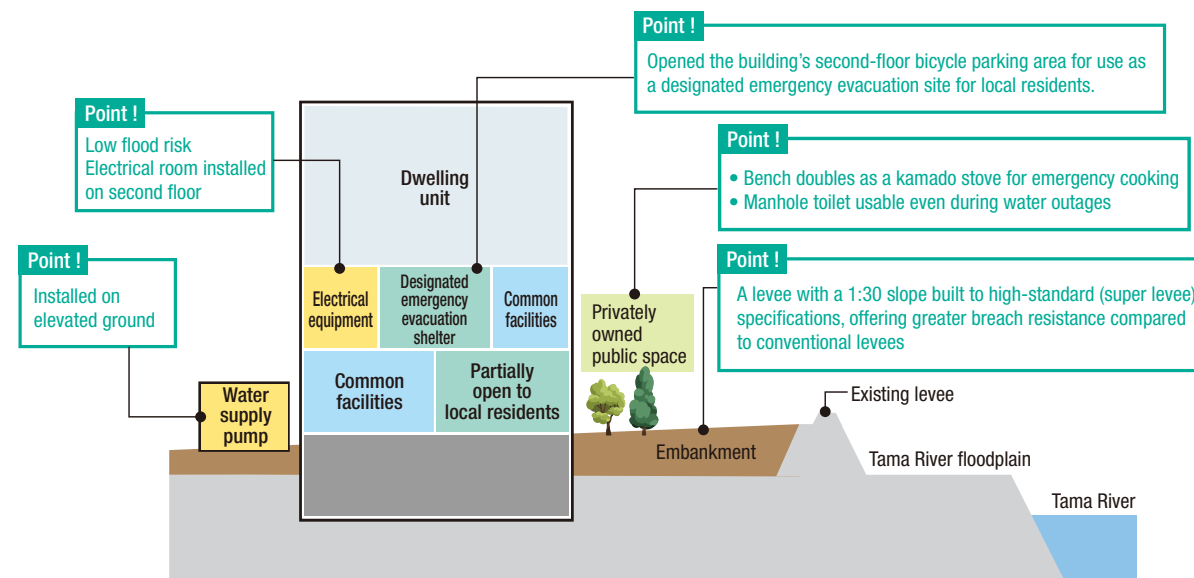 Point !
Opened the building's second-floor bicycle parking area for use as
a designated emergency evacuation site for local residents.
Point !
Low flood risk
Electrical room installed
on second floor
Point !
• Bench doubles as a kamado stove for emergency cooking
• Manhole toilet usable even during water outages
Point !
Installed on
elevated ground
Point !
A levee with a 1:30 slope built to high-standard (super levee)
specifications, offering greater breach resistance compared
to conventional levees
Dwelling
unit
Electrical
equipment
Designated
emergency
evacuation
shelter
Common
facilities
Privately
owned
public space
Common
facilities
Partially
open to
local residents
Water
supply
pump
Existing levee
Embankment
Tama River floodplain
Tama River